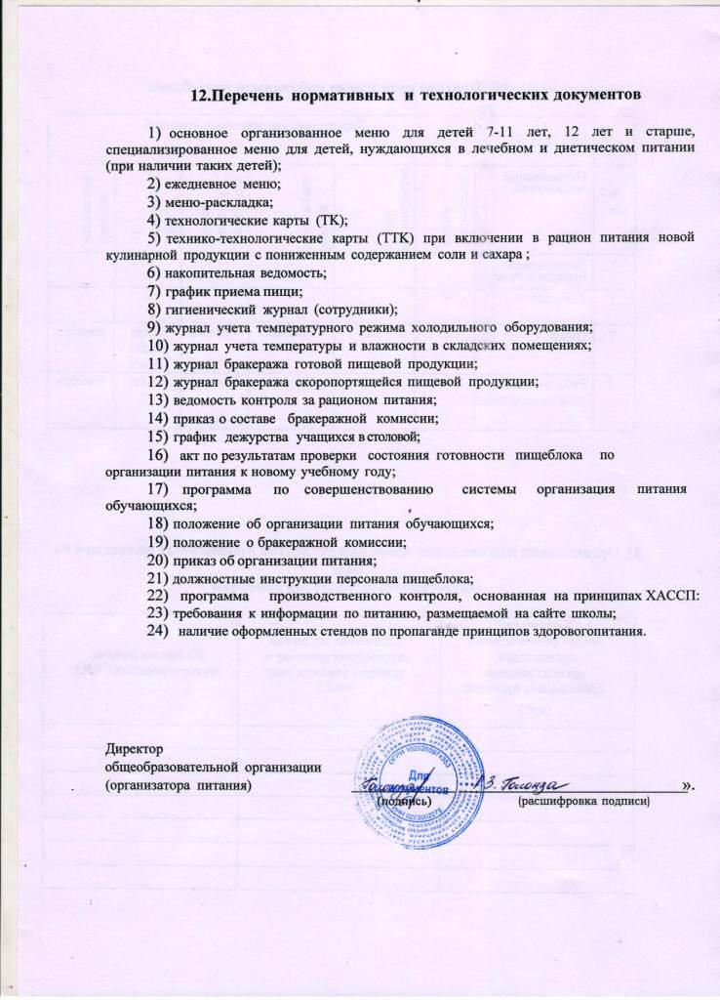 12.Перечень нормативных и технологических документов
1) основное организованное меню для детей 7-11 лет, 12 лет и старше,
специализированное меню для детей, нуждающихся в лечебном и диетическом питании
(при наличии таких детей);
2) ежедневное меню;
3) меню-раскладка;
4) технологические карты (ТК);
5) технико-технологические карты (ТТК) при включении в рацион питания новой
кулинарной продукции с пониженным содержанием соли и сахара ;
6) накопительная ведомость;
7) график приема пищи;
8) гигиенический журнал (сотрудники);
9) журнал учета температурного режима холодильного оборудования;
10) журнал учета температуры и влажности в складских помещениях;
11) журнал бракеража готовой пищевой продукции;
12) журнал бракеража скоропортящейся пищевой продукции;
13) ведомость контроля за рационом питания;
14) приказ о составе бракеражной комиссии;
15) график дежурства учащихся в столовой;
16) акт по результатам проверки состояния готовности пищеблока по
организации питания к новому учебному году;
17) программа по совершенствованию системы организация питания
обучающихся;
18) положение об организации питания обучающихся;
19) положение о бракеражной комиссии;
20) приказ об организации питания;
21) должностные инструкции персонала пищеблока;
22) программа производственного контроля, основанная на принципах ХАССП:
23) требования к информации по питанию, размещаемой на сайте школы;
24) наличие оформленных стендов по пропаганде принципов здоровогопитания.
Директор
общеобразовательной организации
(организатора питания) ».
(подпись) (расшифровка подписи)
Для
документов